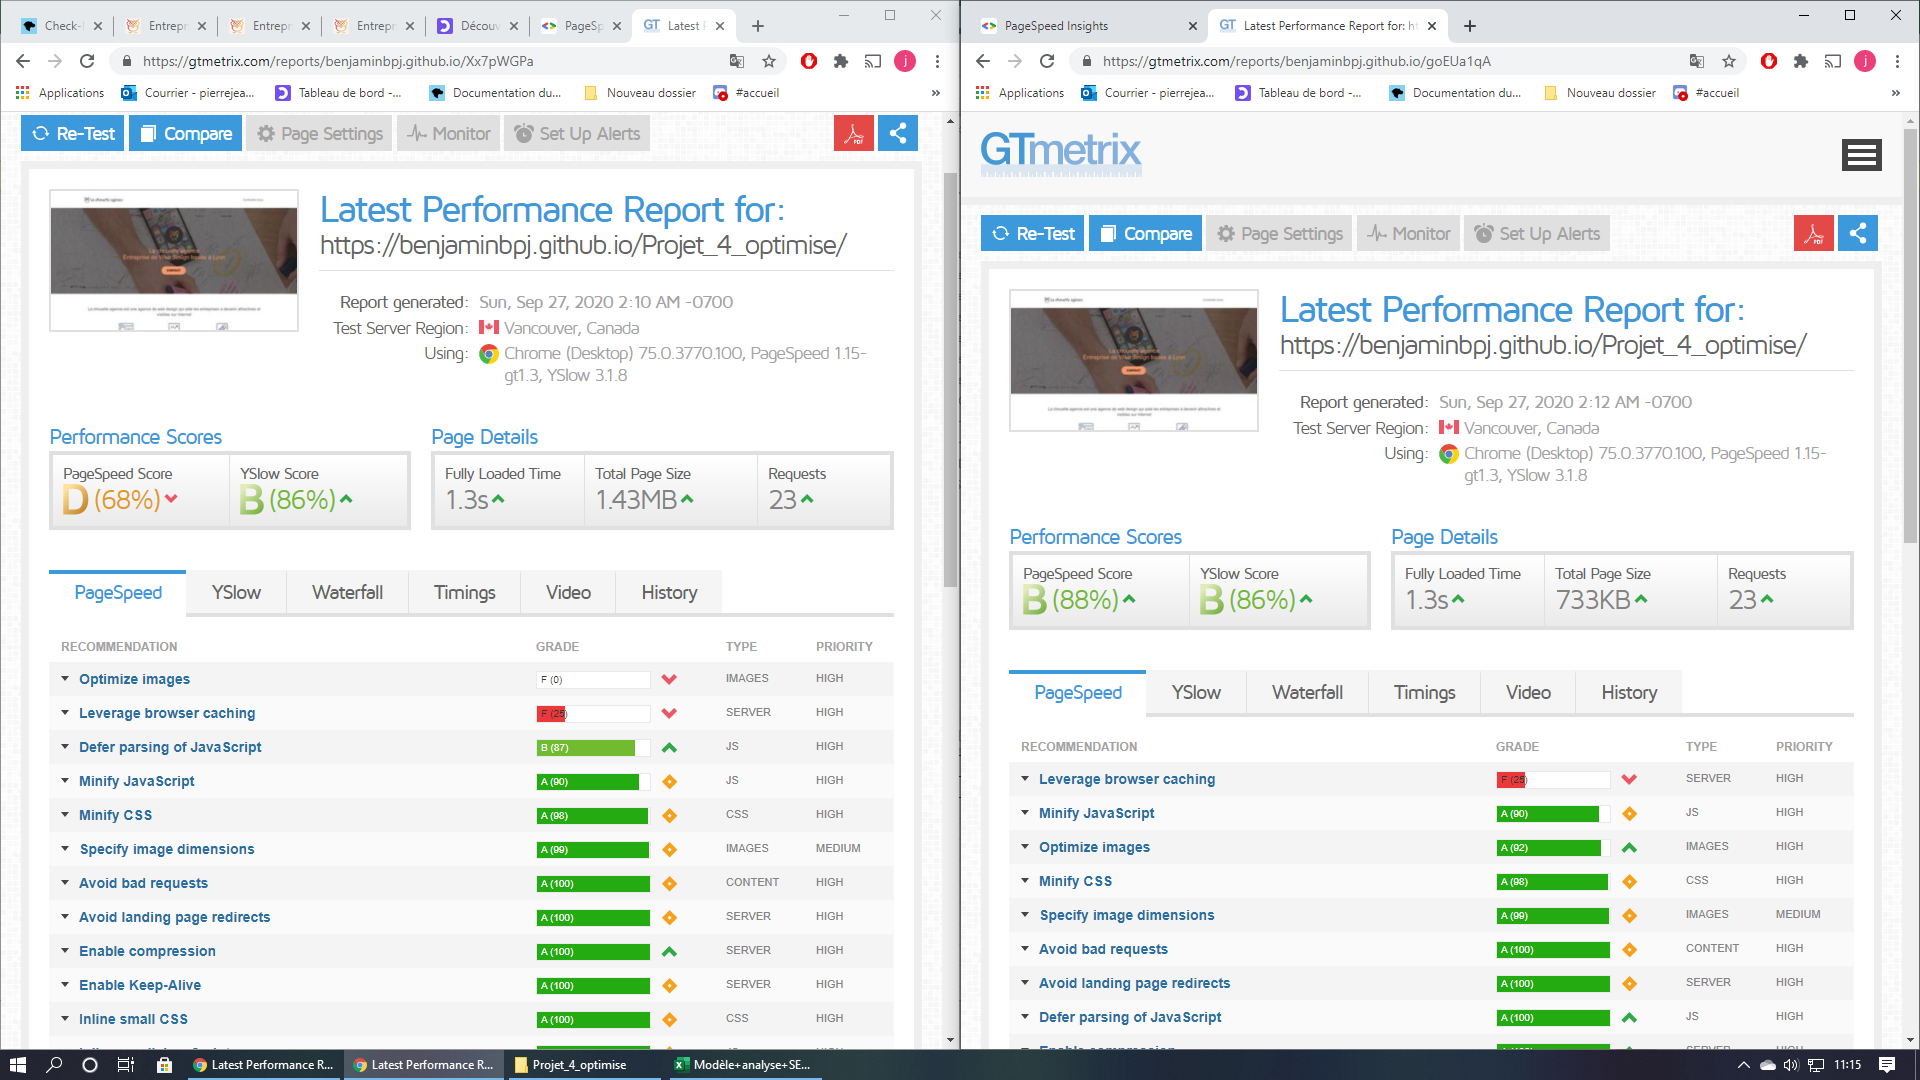 Check-
Entrepr
Entrepr
Entrepr
Découv
PageSp
Latest F
https://gtmetrix.com/reports/benjaminbpj.github.io/Xx7pWGPa
j
Applications
Courrier - pierrejea...
Tableau de bord -...
Documentation du...
Nouveau dossier
#accueil
»
Re-Test
Compare
Page Settings
Monitor
Set Up Alerts
PDF
Latest Performance Report for:
https://benjaminbpj.github.io/Projet_4_optimise/
Report generated: Sun, Sep 27, 2020 2:10 AM -0700
Test Server Region: Vancouver, Canada
Using: Chrome (Desktop) 75.0.3770.100, PageSpeed 1.15-
gt1.3, YSlow 3.1.8
Performance Scores
PageSpeed Score
D (68%)
YSlow Score
B (86%)
Page Details
Fully Loaded Time
1.3s
Total Page Size
1.43MB
Requests
23
PageSpeed
YSlow
Waterfall
Timings
Video
History
RECOMMENDATION GRADE TYPE PRIORITY
Optimize images F (0) IMAGES HIGH
Leverage browser caching F (25) SERVER HIGH
Defer parsing of JavaScript B (87) JS HIGH
Minify JavaScript A (90) JS HIGH
Minify CSS A (98) CSS HIGH
Specify image dimensions A (99) IMAGES MEDIUM
Avoid bad requests A (100) CONTENT HIGH
Avoid landing page redirects A (100) SERVER HIGH
Enable compression A (100) SERVER HIGH
Enable Keep-Alive A (100) SERVER HIGH
Inline small CSS A (100) CSS HIGH
PageSpeed Insights
Latest Performance Report for: ht
https://gtmetrix.com/reports/benjaminbpj.github.io/goEUa1qA
j
Applications
Courrier - pierrejea...
Tableau de bord -...
Documentation du...
Nouveau dossier
#accueil
»
GTmetrix
Re-Test
Compare
Page Settings
Monitor
Set Up Alerts
PDF
Latest Performance Report for:
https://benjaminbpj.github.io/Projet_4_optimise/
Report generated: Sun, Sep 27, 2020 2:12 AM -0700
Test Server Region: Vancouver, Canada
Using: Chrome (Desktop) 75.0.3770.100, PageSpeed 1.15-
gt1.3, YSlow 3.1.8
Performance Scores
PageSpeed Score
B (88%)
YSlow Score
B (86%)
Page Details
Fully Loaded Time
1.3s
Total Page Size
733KB
Requests
23
PageSpeed
YSlow
Waterfall
Timings
Video
History
RECOMMENDATION GRADE TYPE PRIORITY
Leverage browser caching F (25) SERVER HIGH
Minify JavaScript A (90) JS HIGH
Optimize images A (92) IMAGES HIGH
Minify CSS A (98) CSS HIGH
Specify image dimensions A (99) IMAGES MEDIUM
Avoid bad requests A (100) CONTENT HIGH
Avoid landing page redirects A (100) SERVER HIGH
Defer parsing of JavaScript A (100) JS HIGH
Latest Performance R...
Latest Performance R...
Projet_4_optimise
Modèle+analyse+SE...
11:15